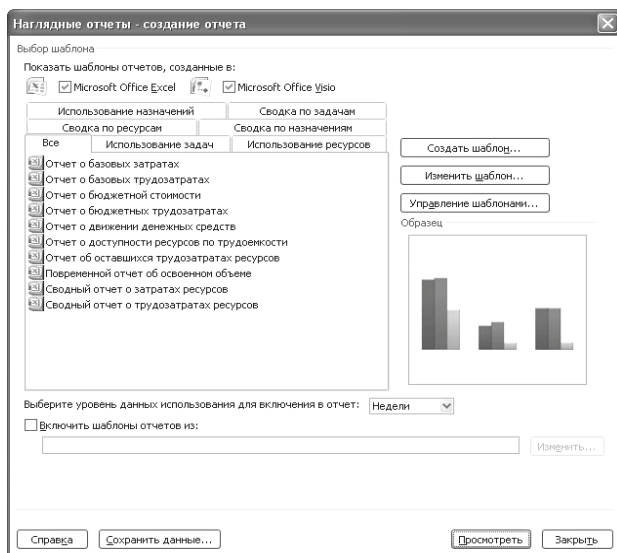 Наглядные отчеты - создание отчета
Выбор шаблона
Показать шаблоны отчетов, созданные в:
Microsoft Office Excel Microsoft Office Visio
Использование назначений Сводка по задачам
Сводка по ресурсам Сводка по назначениям
Все Использование задач Использование ресурсов
Отчет о базовых затратах
Отчет о базовых трудозатратах
Отчет о бюджетной стоимости
Отчет о бюджетных трудозатратах
Отчет о движении денежных средств
Отчет о доступности ресурсов по трудоемкости
Отчет об оставшихся трудозатратах ресурсов
Повременной отчет об освоенном объеме
Сводный отчет о затратах ресурсов
Сводный отчет о трудозатратах ресурсов
Создать шаблон...
Изменить шаблон...
Управление шаблонами...
Образец
Выберите уровень данных использования для включения в отчет: Недели
Включить шаблоны отчетов из:
Изменить...
Справка Сохранить данные... Просмотреть Закрыть